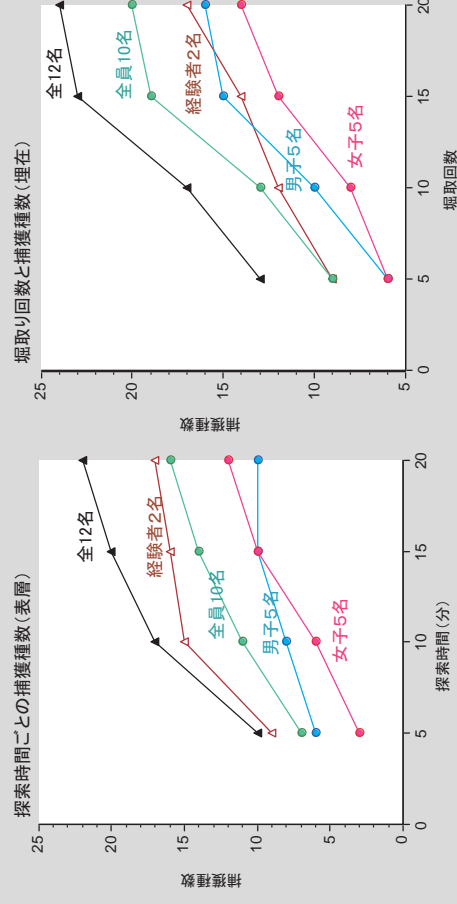 探索時間ごとの捕獲種数(表層)
捕獲種数
25
20
15
10
5
0
0
5
10
15
20
探索時間(分)
全12名
経験者2名
全員10名
男子5名
女子5名
堀取り回数と捕獲種数(埋在)
捕獲種数
25
20
15
10
5
0
5
10
15
20
堀取回数
全12名
全員10名
経験者2名
男子5名
女子5名